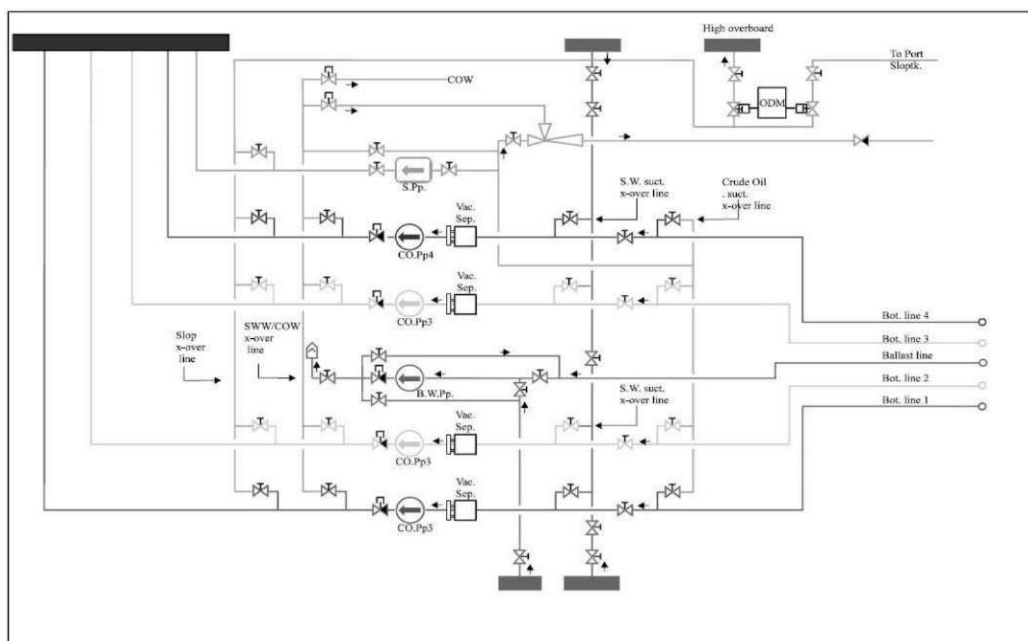 High overboard
To Port
Sloptk.
COW
ODM
S.Pp.
S.W. suct.
x-over line
Crude Oil
. suct.
x-over line
Vac.
Sep.
CO.Pp4
Vac.
Sep.
CO.Pp3
Bot. line 4
Bot. line 3
Slop
x-over
line
SWW/COW
x-over
line
Ballast line
B.W.Pp.
S.W. suct.
x-over line
Bot. line 2
Bot. line 1
Vac.
Sep.
CO.Pp3
Vac.
Sep.
CO.Pp3